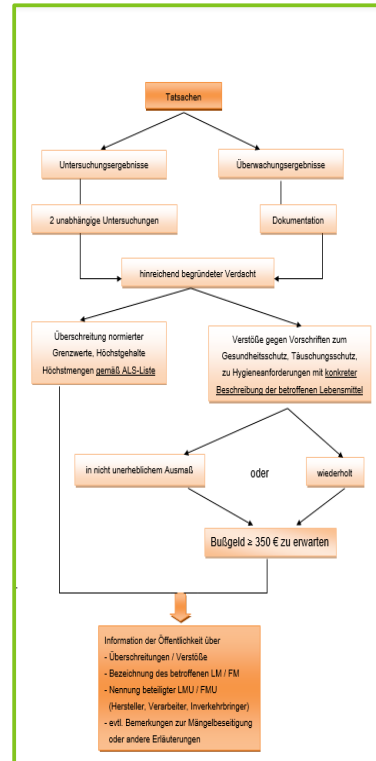 Tatsachen
Untersuchungsergebnisse
Überwachungsergebnisse
2 unabhängige Untersuchungen
Dokumentation
hinreichend begründeter Verdacht
Überschreitung normierter
Grenzwerte, Höchstgehalte
Höchstmengen gemäß ALS-Liste
Verstöße gegen Vorschriften zum
Gesundheitsschutz, Täuschungsschutz,
zu Hygieneanforderungen mit konkreter
Beschreibung der betroffenen Lebensmittel
in nicht unerheblichem Ausmaß
oder
wiederholt
Bußgeld ≥ 350 € zu erwarten
Information der Öffentlichkeit über
- Überschreitungen / Verstöße
- Bezeichnung des betroffenen LM / FM
- Nennung beteiligter LMU / FMU
(Hersteller, Verarbeiter, Inverkehrbringer)
- evtl. Bemerkungen zur Mängelbeseitigung
oder andere Erläuterungen